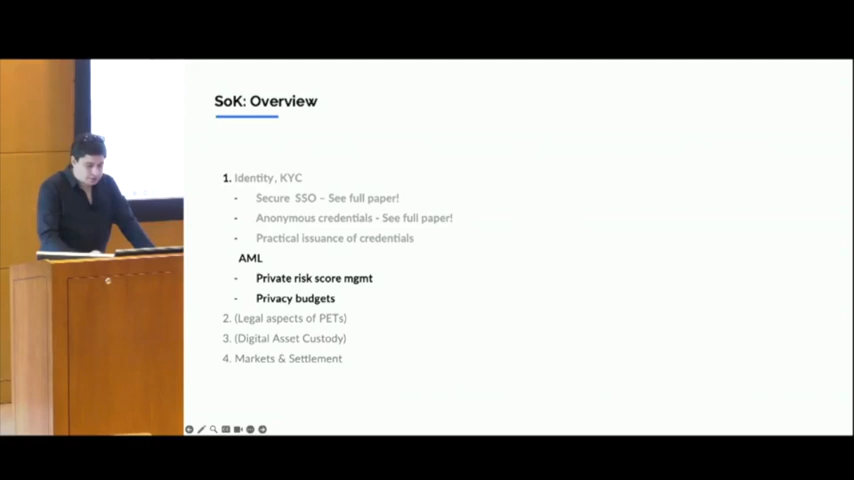 SoK: Overview
1. Identity, KYC
- Secure SSO – See full paper!
- Anonymous credentials - See full paper!
- Practical issuance of credentials
AML
- Private risk score mgmt
- Privacy budgets
2. (Legal aspects of PETs)
3. (Digital Asset Custody)
4. Markets & Settlement